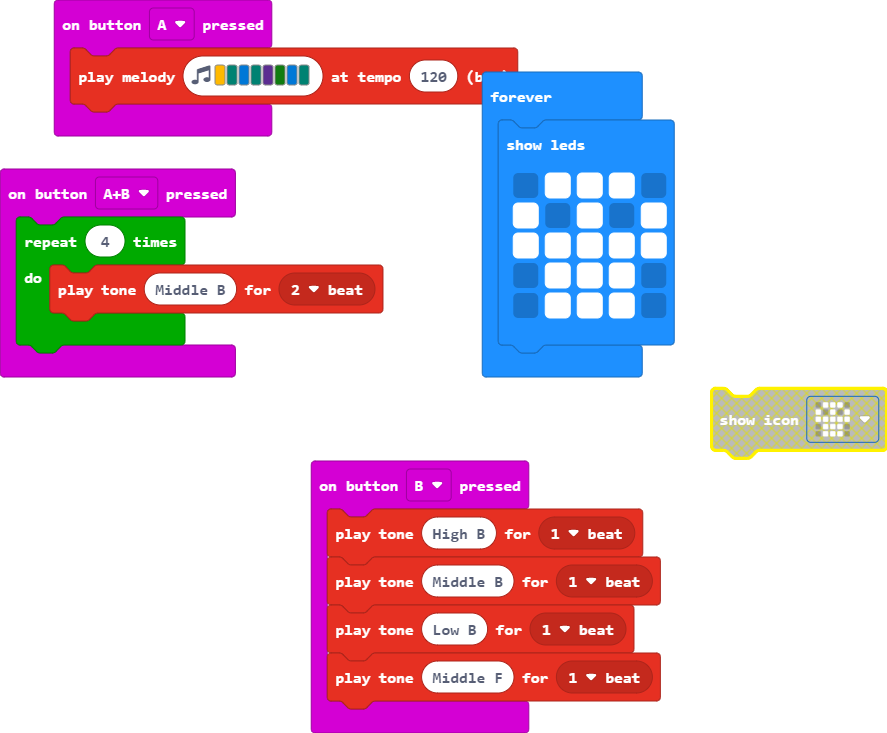 on button A pressed
play melody at tempo 120
forever
show leds
on button A+B pressed
repeat 4 times
do play tone Middle B for 2 beat
show icon
on button B pressed
play tone High B for 1 beat
play tone Middle B for 1 beat
play tone Low B for 1 beat
play tone Middle F for 1 beat